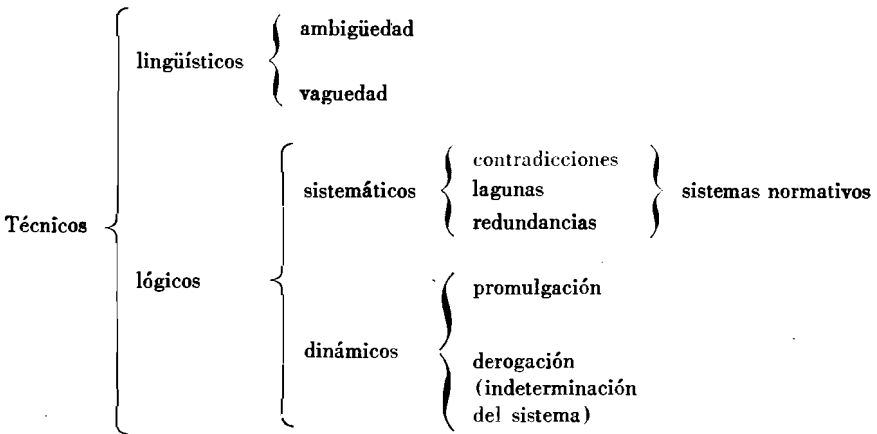 ambigüedad
lingüísticos
vaguedad
contradicciones
sistemáticos lagunas sistemas normativos
redundancias
Técnicos
lógicos
promulgación
dinámicos
derogación
(indeterminación
del sistema)